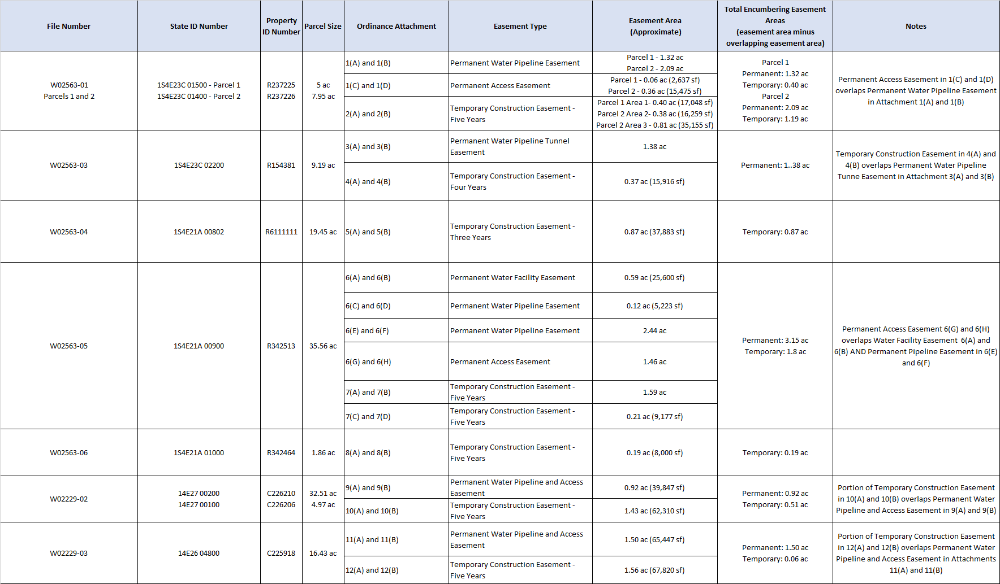 File Number
State ID Number
Property
ID Number
Parcel Size
Ordinance Attachment
Easement Type
Easement Area
(Approximate)
Total Encumbering Easement
Areas
(easement area minus
overlapping easement area)
Notes
W02563-01
Parcels 1 and 2
1S4E23C 01500 - Parcel 1
1S4E23C 01400 - Parcel 2
R237225
R237226
5 ac
7.95 ac
1(A) and 1(B)
Permanent Water Pipeline Easement
Parcel 1 - 1.32 ac
Parcel 2 - 2.09 ac
1(C) and 1(D)
Permanent Access Easement
Parcel 1 - 0.06 ac (2,637 sf)
Parcel 2 - 0.36 ac (15,475 sf)
2(A) and 2(B)
Temporary Construction Easement -
Five Years
Parcel 1 Area 1- 0.40 ac (17,048 sf)
Parcel 2 Area 2- 0.38 ac (16,259 sf)
Parcel 2 Area 3 - 0.81 ac (35,155 sf)
Parcel 1
Permanent: 1.32 ac
Temporary: 0.40 ac
Parcel 2
Permanent: 2.09 ac
Temporary: 1.19 ac
Permanent Access Easement in 1(C) and 1(D)
overlaps Permanent Water Pipeline Easement
in Attachment 1(A) and 1(B)
W02563-03
1S4E23C 02200
R154381
9.19 ac
3(A) and 3(B)
Permanent Water Pipeline Tunnel
Easement
1.38 ac
4(A) and 4(B)
Temporary Construction Easement -
Four Years
0.37 ac (15,916 sf)
Permanent: 1..38 ac
Temporary Construction Easement in 4(A) and
4(B) overlaps Permanent Water Pipeline
Tunne Easement in Attachment 3(A) and 3(B)
W02563-04
1S4E21A 00802
R6111111
19.45 ac
5(A) and 5(B)
Temporary Construction Easement -
Three Years
0.87 ac (37,883 sf)
Temporary: 0.87 ac
W02563-05
1S4E21A 00900
R342513
35.56 ac
6(A) and 6(B)
Permanent Water Facility Easement
0.59 ac (25,600 sf)
6(C) and 6(D)
Permanent Water Pipeline Easement
0.12 ac (5,223 sf)
6(E) and 6(F)
Permanent Water Pipeline Easement
2.44 ac
6(G) and 6(H)
Permanent Access Easement
1.46 ac
7(A) and 7(B)
Temporary Construction Easement -
Five Years
1.59 ac
7(C) and 7(D)
Temporary Construction Easement -
Five Years
0.21 ac (9,177 sf)
Permanent: 3.15 ac
Temporary: 1.8 ac
Permanent Access Easement 6(G) and 6(H)
overlaps Water Facility Easement 6(A) and
6(B) AND Permanent Pipeline Easement in 6(E)
and 6(F)
W02563-06
1S4E21A 01000
R342464
1.86 ac
8(A) and 8(B)
Temporary Construction Easement -
Five Years
0.19 ac (8,000 sf)
Temporary: 0.19 ac
W02229-02
14E27 00200
14E27 00100
C226210
C226206
32.51 ac
4.97 ac
9(A) and 9(B)
Permanent Water Pipeline and Access
Easement
0.92 ac (39,847 sf)
10(A) and 10(B)
Temporary Construction Easement -
Five Years
1.43 ac (62,310 sf)
Permanent: 0.92 ac
Temporary: 0.51 ac
Portion of Temporary Construction Easement
in 10(A) and 10(B) overlaps Permanent Water
Pipeline and Access Easement in 9(A) and 9(B)
W02229-03
14E26 04800
C225918
16.43 ac
11(A) and 11(B)
Permanent Water Pipeline and Access
Easement
1.50 ac (65,447 sf)
12(A) and 12(B)
Temporary Construction Easement -
Five Years
1.56 ac (67,820 sf)
Permanent: 1.50 ac
Temporary: 0.06 ac
Portion of Temporary Construction Easement
in 12(A) and 12(B) overlaps Permanent Water
Pipeline and Access Easement in Attachments
11(A) and 11(B)